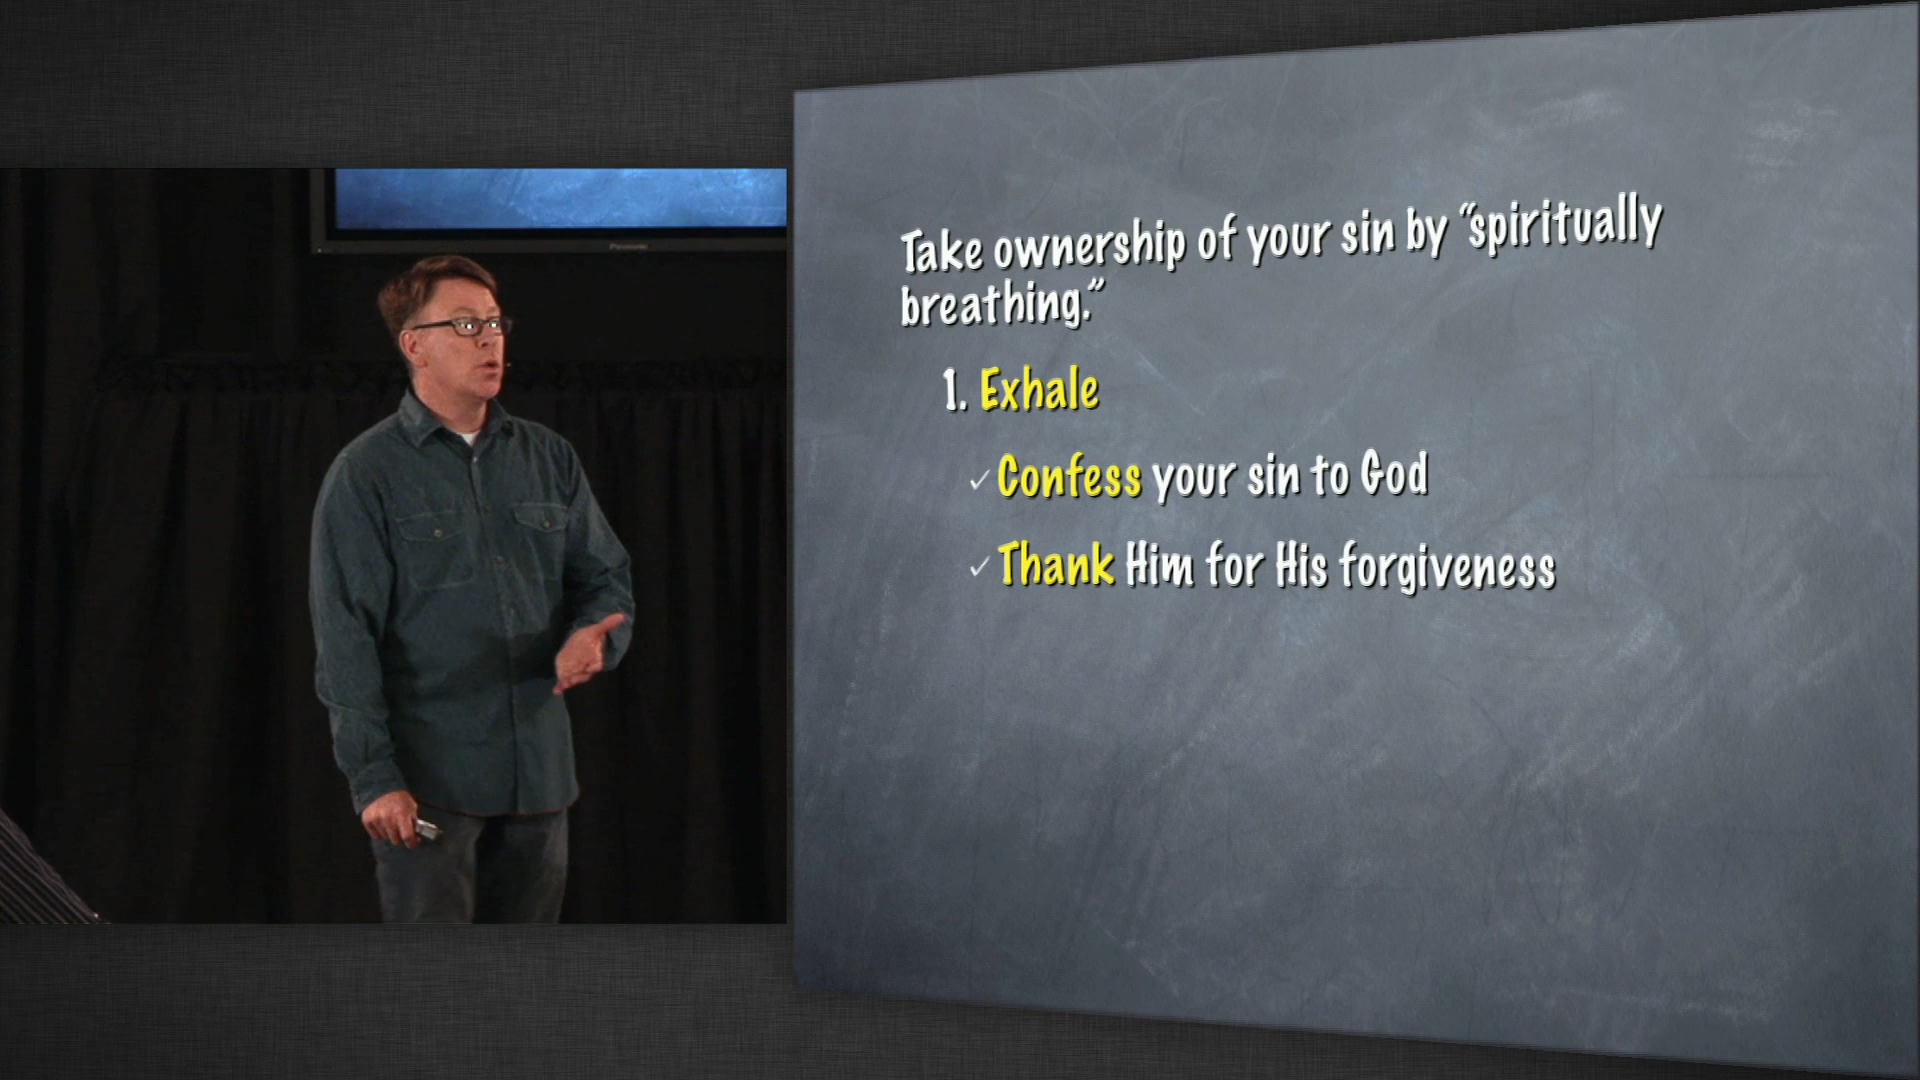 Panasonic
Take ownership of your sin by “spiritually
breathing.”
1. Exhale
✓Confess your sin to God
✓Thank Him for His forgiveness